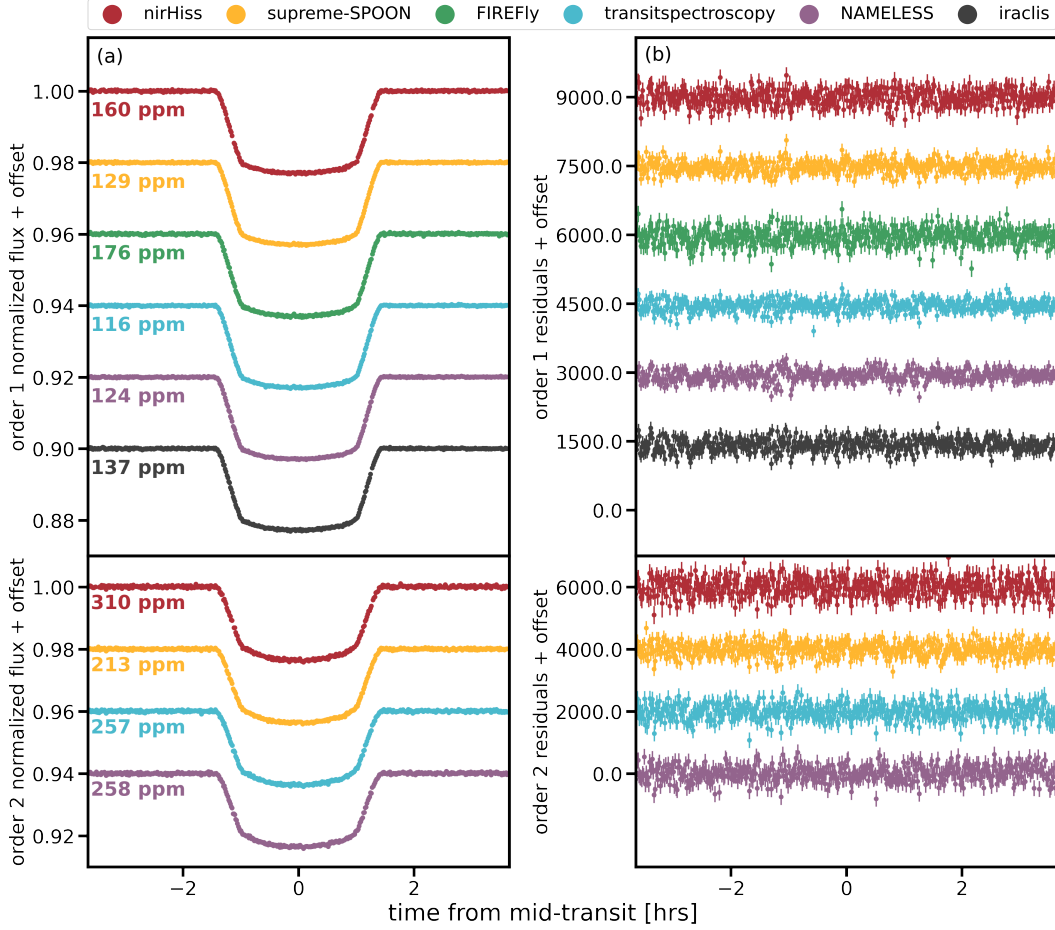 nirHiss supreme-SPOON FIREFly transitspectroscopy NAMELESS iraclis
(a)
order 1 normalized flux + offset
1.00
0.98
0.96
0.94
0.92
0.90
0.88
160 ppm
129 ppm
176 ppm
116 ppm
124 ppm
137 ppm
(b)
order 1 residuals + offset
9000.0
7500.0
6000.0
4500.0
3000.0
1500.0
0.0
order 2 normalized flux + offset
1.00
0.98
0.96
0.94
0.92
310 ppm
213 ppm
257 ppm
258 ppm
−2 0 2
order 2 residuals + offset
6000.0
4000.0
2000.0
0.0
−2 0 2
time from mid-transit [hrs]